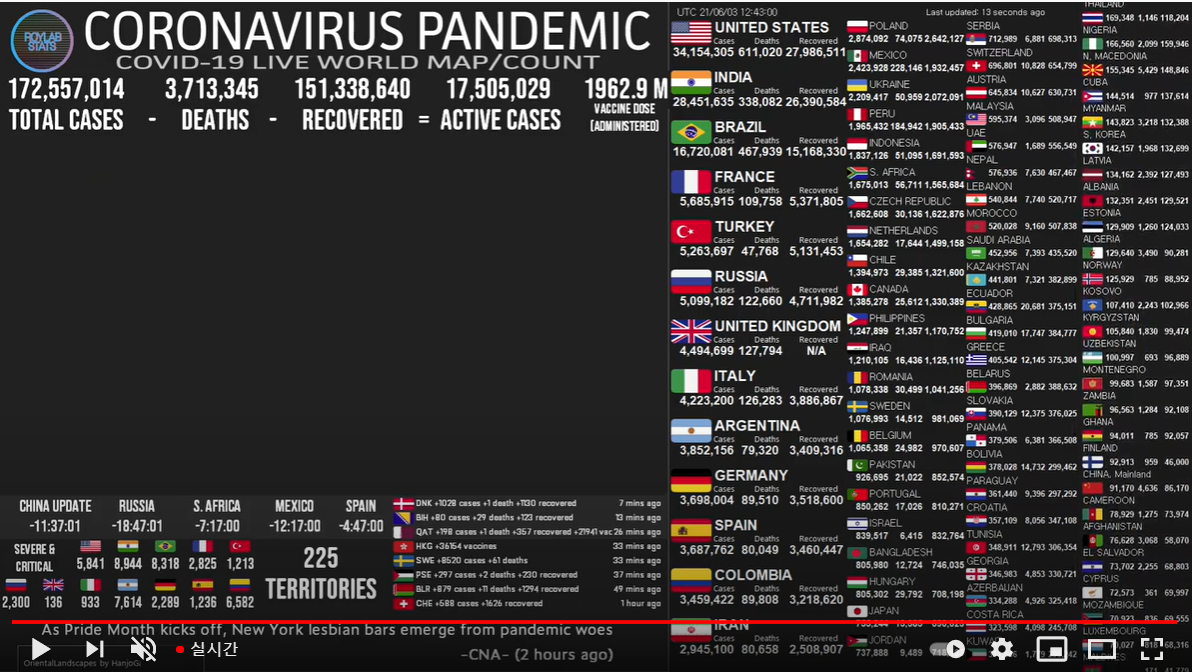 ROYLAB
STATS
CORONAVIRUS PANDEMIC
COVID-19 LIVE WORLD MAP/COUNT
172,557,014 3,713,345 151,338,640 17,505,029 1962.9 M
TOTAL CASES - DEATHS - RECOVERED = ACTIVE CASES
VACCINE DOSE
(ADMINISTERED)
UTC 21/06/03 12:43:00
Last updated: 13 seconds ago
UNITED STATES
Cases Deaths Recovered
34,154,305 611,020 27,986,511
INDIA
Cases Deaths Recovered
28,451,635 338,082 26,390,584
BRAZIL
Cases Deaths Recovered
16,720,081 467,939 15,168,330
FRANCE
Cases Deaths Recovered
5,685,915 109,758 5,371,805
TURKEY
Cases Deaths Recovered
5,263,697 47,768 5,131,453
RUSSIA
Cases Deaths Recovered
5,099,182 122,660 4,711,982
UNITED KINGDOM
Cases Deaths Recovered
4,494,699 127,794 N/A
ITALY
Cases Deaths Recovered
4,223,200 126,283 3,886,867
ARGENTINA
Cases Deaths Recovered
3,852,156 79,320 3,409,316
GERMANY
Cases Deaths Recovered
3,698,004 89,510 3,518,600
SPAIN
Cases Deaths Recovered
3,687,762 80,049 3,460,447
COLOMBIA
Cases Deaths Recovered
3,459,422 89,808 3,218,620
IRAN
Cases Deaths Recovered
2,945,100 80,658 2,508,907
POLAND
2,874,092 74,075 2,642,127
MEXICO
2,423,928 228,146 1,932,457
UKRAINE
2,209,417 50,959 2,072,091
PERU
1,965,432 184,942 1,905,433
INDONESIA
1,837,126 51,095 1,691,593
S. AFRICA
1,675,013 56,711 1,565,684
CZECH REPUBLIC
1,662,608 30,136 1,622,876
NETHERLANDS
1,654,282 17,644 1,499,158
CHILE
1,394,973 29,385 1,321,600
CANADA
1,385,278 25,612 1,330,389
PHILIPPINES
1,247,899 21,357 1,170,752
IRAQ
1,210,105 16,436 1,125,110
ROMANIA
1,078,338 30,499 1,041,256
SWEDEN
1,076,993 14,512 981,069
BELGIUM
1,065,358 24,982 970,607
PAKISTAN
926,695 21,022 852,574
PORTUGAL
850,262 17,026 810,271
ISRAEL
839,517 6,415 832,764
BANGLADESH
805,980 12,724 746,035
HUNGARY
805,302 29,792 708,198
JAPAN
JORDAN
737,888 9,489
SERBIA
712,989 6,881 698,313
SWITZERLAND
696,801 10,828 654,799
AUSTRIA
645,834 10,627 630,731
MALAYSIA
595,374 3,096 508,947
UAE
576,947 1,689 556,549
NEPAL
576,936 7,630 467,467
LEBANON
540,844 7,740 520,717
MOROCCO
520,028 9,160 507,838
SAUDI ARABIA
452,956 7,393 435,520
KAZAKHSTAN
441,801 7,321 382,899
ECUADOR
428,865 20,681 375,151
BULGARIA
419,010 17,747 384,777
GREECE
405,542 12,145 375,304
BELARUS
396,869 2,882 388,632
SLOVAKIA
390,129 12,375 376,025
PANAMA
379,506 6,381 366,508
BOLIVIA
378,028 14,732 299,462
PARAGUAY
361,440 9,396 297,292
CROATIA
357,109 8,056 347,108
TUNISIA
348,911 12,793 306,354
GEORGIA
346,983 4,853 330,721
AZERBAIJAN
334,288 4,926 325,418
COSTA RICA
323,598 4,098 245,708
THAILAND
169,348 1,146 118,204
NIGERIA
166,560 2,099 159,946
N. MACEDONIA
155,345 5,429 148,846
CUBA
144,514 977 137,614
MYANMAR
143,823 3,218 132,388
S. KOREA
142,157 1,968 132,699
LATVIA
134,162 2,392 127,493
ALBANIA
132,351 2,451 129,521
ESTONIA
129,909 1,260 124,033
ALGERIA
129,640 3,490 90,281
NORWAY
125,929 785 88,952
KOSOVO
107,410 2,243 102,966
KYRGYZSTAN
105,840 1,830 99,474
UZBEKISTAN
100,997 693 96,889
MONTENEGRO
99,683 1,587 97,351
ZAMBIA
96,563 1,284 92,108
GHANA
94,011 785 92,057
FINLAND
92,913 959 46,000
CHINA, Mainland
91,170 4,636 86,170
CAMEROON
78,929 1,275 73,974
AFGHANISTAN
76,628 3,068 58,070
EL SALVADOR
73,702 2,255 68,803
CYPRUS
72,573 361 69,997
MOZAMBIQUE
70,923 836 69,555
LUXEMBOURG
70,027 818 68,316
CHINA UPDATE RUSSIA S. AFRICA MEXICO SPAIN
-11:37:01 -18:47:01 -7:17:00 -12:17:00 -4:47:00
SEVERE &
CRITICAL
5,841 8,944 8,318 2,825 1,213
2,300 136 933 7,614 2,289 1,236 6,582
225
TERRITORIES
DNK +1028 cases +1 death +1130 recovered 7 mins ago
BIH +80 cases +29 deaths +123 recovered 13 mins ago
QAT +198 cases +1 death +357 recovered +21941 vac 26 mins ago
HKG +36154 vaccines 33 mins ago
SWE +8520 cases +61 deaths 33 mins ago
PSE +297 cases +2 deaths +230 recovered 37 mins ago
BLR +879 cases +11 deaths +1294 recovered 49 mins ago
CHE +588 cases +1626 recovered 1 hour ago
As Pride Month kicks off, New York lesbian bars emerge from pandemic woes
-CNA- (2 hours ago)
실시간
OrientalLandscapes by HanjoG